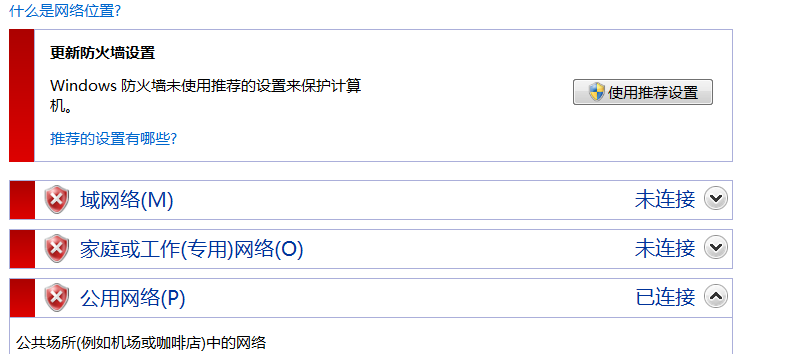 什么是网络位置?
更新防火墙设置
Windows 防火墙未使用推荐的设置来保护计算
机。
使用推荐设置
推荐的设置有哪些?
域网络(M) 未连接
家庭或工作(专用)网络(O) 未连接
公用网络(P) 已连接
公共场所(例如机场或咖啡店)中的网络